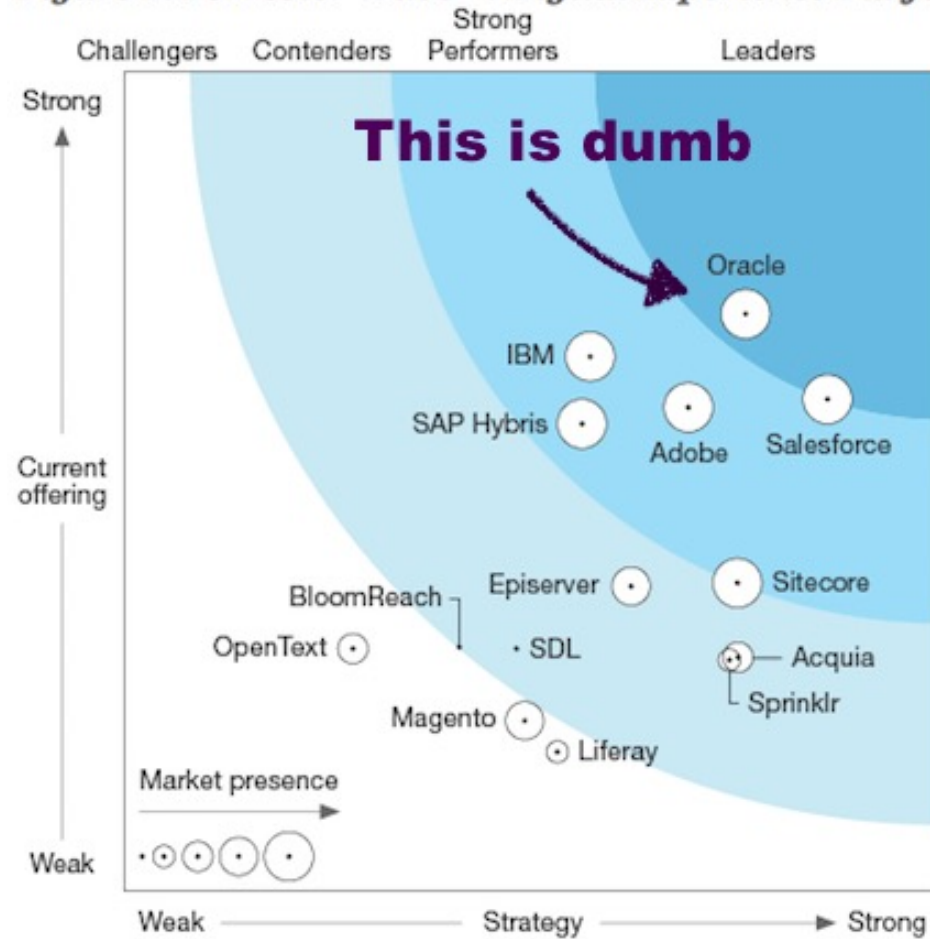 Strong
Challengers Contenders Performers Leaders
Strong
This is dumb
Oracle
IBM
SAP Hybris
Adobe
Salesforce
Current
offering
Episerver
Sitecore
BloomReach
OpenText
SDL
Acquia
Sprinklr
Magento
Liferay
Market presence
Weak
Weak Strategy Strong